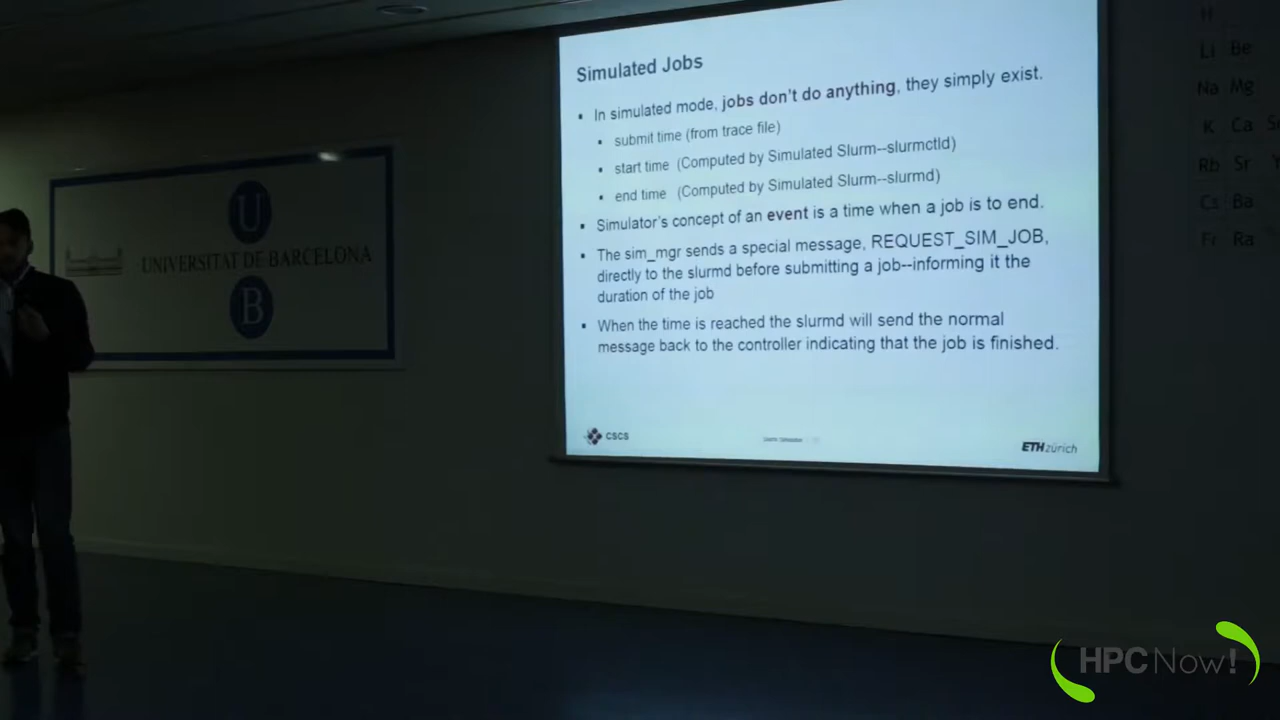 Simulated Jobs
▪ In simulated mode, jobs don't do anything, they simply exist.
▪ submit time (from trace file)
▪ start time (Computed by Simulated Slurm--slurmctld)
▪ end time (Computed by Simulated Slurm--slurmd)
▪ Simulator's concept of an event is a time when a job is to end.
▪ The sim_mgr sends a special message, REQUEST_SIM_JOB,
directly to the slurmd before submitting a job--informing it the
duration of the job
▪ When the time is reached the slurmd will send the normal
message back to the controller indicating that the job is finished.
CSCS
ETH zürich
U
UNIVERSITAT DE BARCELONA
B
H
Li Be
Na Mg
K Ca
Rb Sr
Cs Ba
Fr Ra
HPCNow!